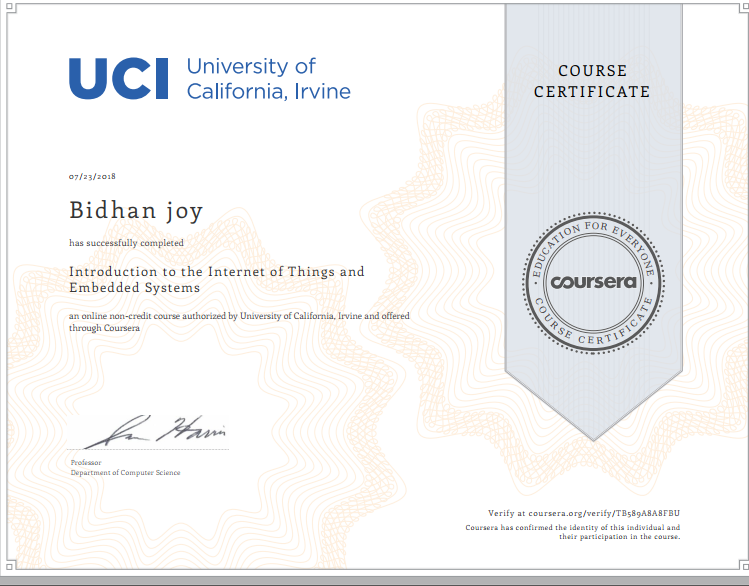 UCI University of
California, Irvine
COURSE
CERTIFICATE
07/23/2018
Bidhan joy
has successfully completed
Introduction to the Internet of Things and
Embedded Systems
an online non-credit course authorized by University of California, Irvine and offered
through Coursera
EDUCATION FOR EVERYONE
coursera
COURSE CERTIFICATE
Professor
Department of Computer Science
Verify at coursera.org/verify/TB589A8A8FBU
Coursera has confirmed the identity of this individual and
their participation in the course.